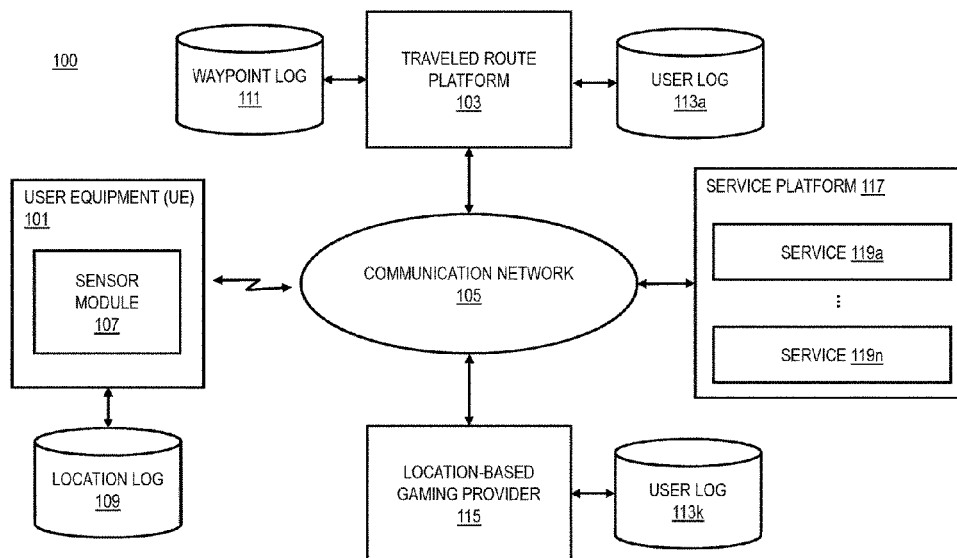 100
WAYPOINT LOG
111
TRAVELED ROUTE
PLATFORM
103
USER LOG
113a
USER EQUIPMENT (UE)
101
SENSOR
MODULE
107
COMMUNICATION NETWORK
105
SERVICE PLATFORM 117
SERVICE 119a
...
SERVICE 119n
LOCATION LOG
109
LOCATION-BASED
GAMING PROVIDER
115
USER LOG
113k